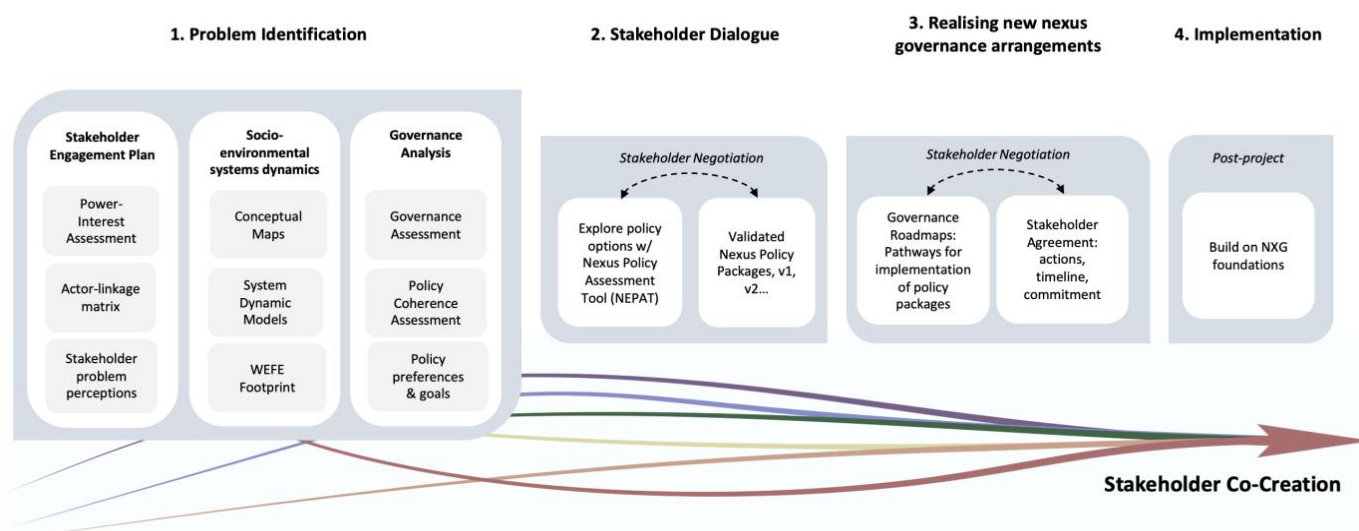 1. Problem Identification
2. Stakeholder Dialogue
3. Realising new nexus
governance arrangements
4. Implementation
Stakeholder
Engagement Plan
Power-
Interest
Assessment
Actor-linkage
matrix
Stakeholder
problem
perceptions
Socio-
environmental
systems dynamics
Conceptual
Maps
System
Dynamic
Models
WEFE
Footprint
Governance
Analysis
Governance
Assessment
Policy
Coherence
Assessment
Policy
preferences
& goals
Stakeholder Negotiation
Explore policy
options w/
Nexus Policy
Assessment
Tool (NEPAT)
Validated
Nexus Policy
Packages, v1,
v2...
Stakeholder Negotiation
Governance
Roadmaps:
Pathways for
implementation
of policy
packages
Stakeholder
Agreement:
actions,
timeline,
commitment
Post-project
Build on NXG
foundations
Stakeholder Co-Creation